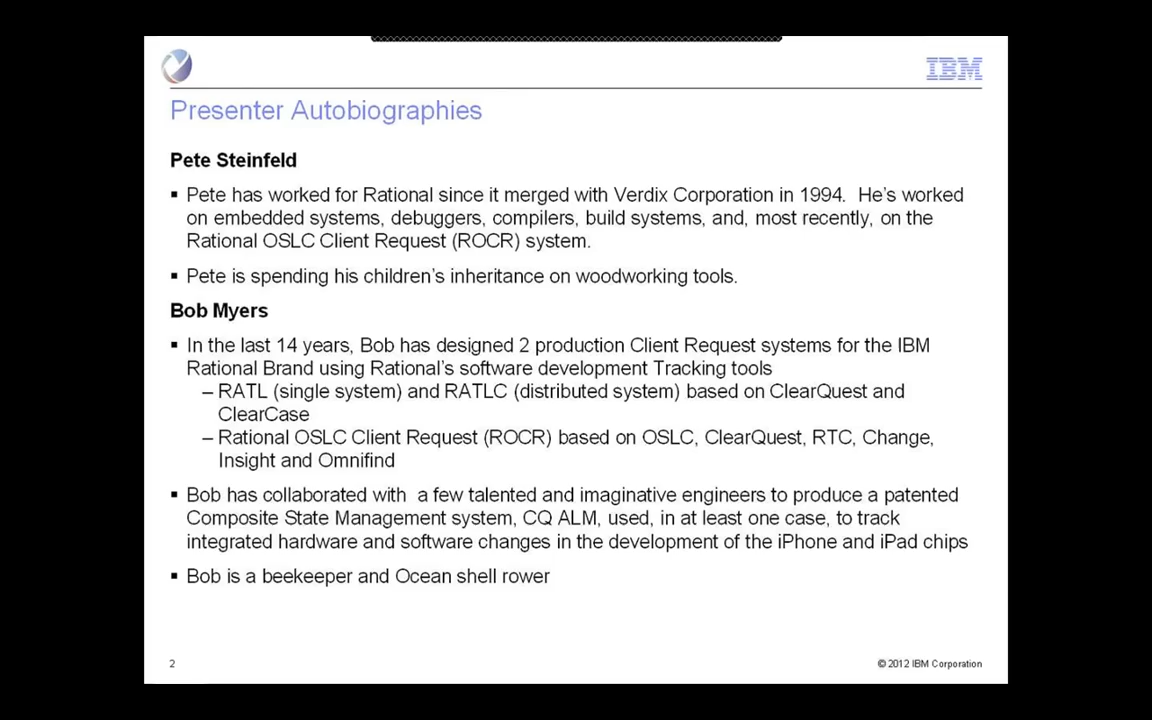 IBM
Presenter Autobiographies
Pete Steinfeld
▪ Pete has worked for Rational since it merged with Verdix Corporation in 1994.  He's worked
on embedded systems, debuggers, compilers, build systems, and, most recently, on the
Rational OSLC Client Request (ROCR) system.
▪ Pete is spending his children's inheritance on woodworking tools.
Bob Myers
▪ In the last 14 years, Bob has designed 2 production Client Request systems for the IBM
Rational Brand using Rational's software development Tracking tools
– RATL (single system) and RATLC (distributed system) based on ClearQuest and
ClearCase
– Rational OSLC Client Request (ROCR) based on OSLC, ClearQuest, RTC, Change,
Insight and Omnifind
▪ Bob has collaborated with  a few talented and imaginative engineers to produce a patented
Composite State Management system, CQ ALM, used, in at least one case, to track
integrated hardware and software changes in the development of the iPhone and iPad chips
▪ Bob is a beekeeper and Ocean shell rower
2
© 2012 IBM Corporation